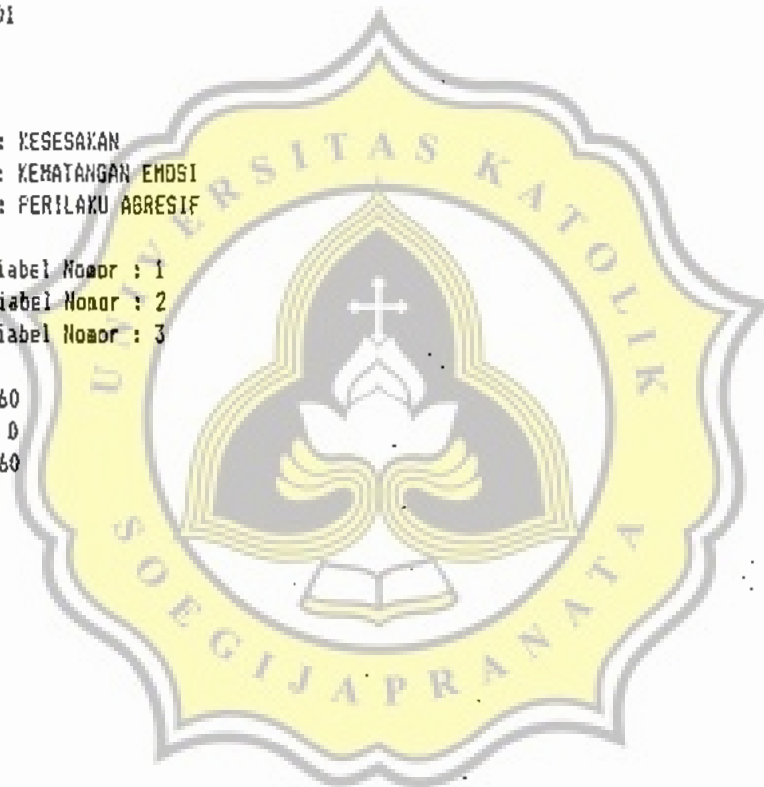 : KESESAKAN
: KEMATANGAN EMOSI
: PERILAKU AGRESIF
iabel Nomor : 1
iabel Nomor : 2
iabel Nomor : 3
60
0
60
UNIVERSITAS KATOLIK
SOEGIJAPRANATA